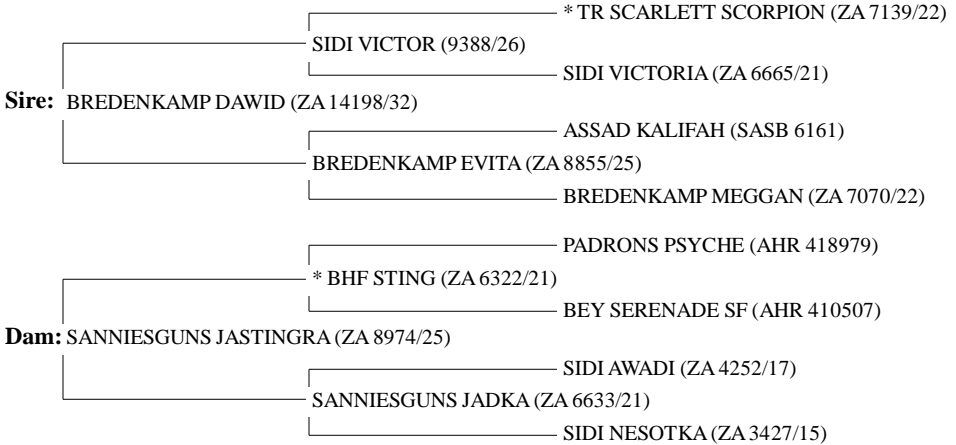 * TR SCARLETT SCORPION (ZA 7139/22)
SIDI VICTOR (9388/26)
SIDI VICTORIA (ZA 6665/21)
Sire: BREDENKAMP DAWID (ZA 14198/32)
ASSAD KALIFAH (SASB 6161)
BREDENKAMP EVITA (ZA 8855/25)
BREDENKAMP MEGGAN (ZA 7070/22)
PADRONS PSYCHE (AHR 418979)
* BHF STING (ZA 6322/21)
BEY SERENADE SF (AHR 410507)
Dam: SANNIESGUNS JASTINGRA (ZA 8974/25)
SIDI AWADI (ZA 4252/17)
SANNIESGUNS JADKA (ZA 6633/21)
SIDI NESOTKA (ZA 3427/15)